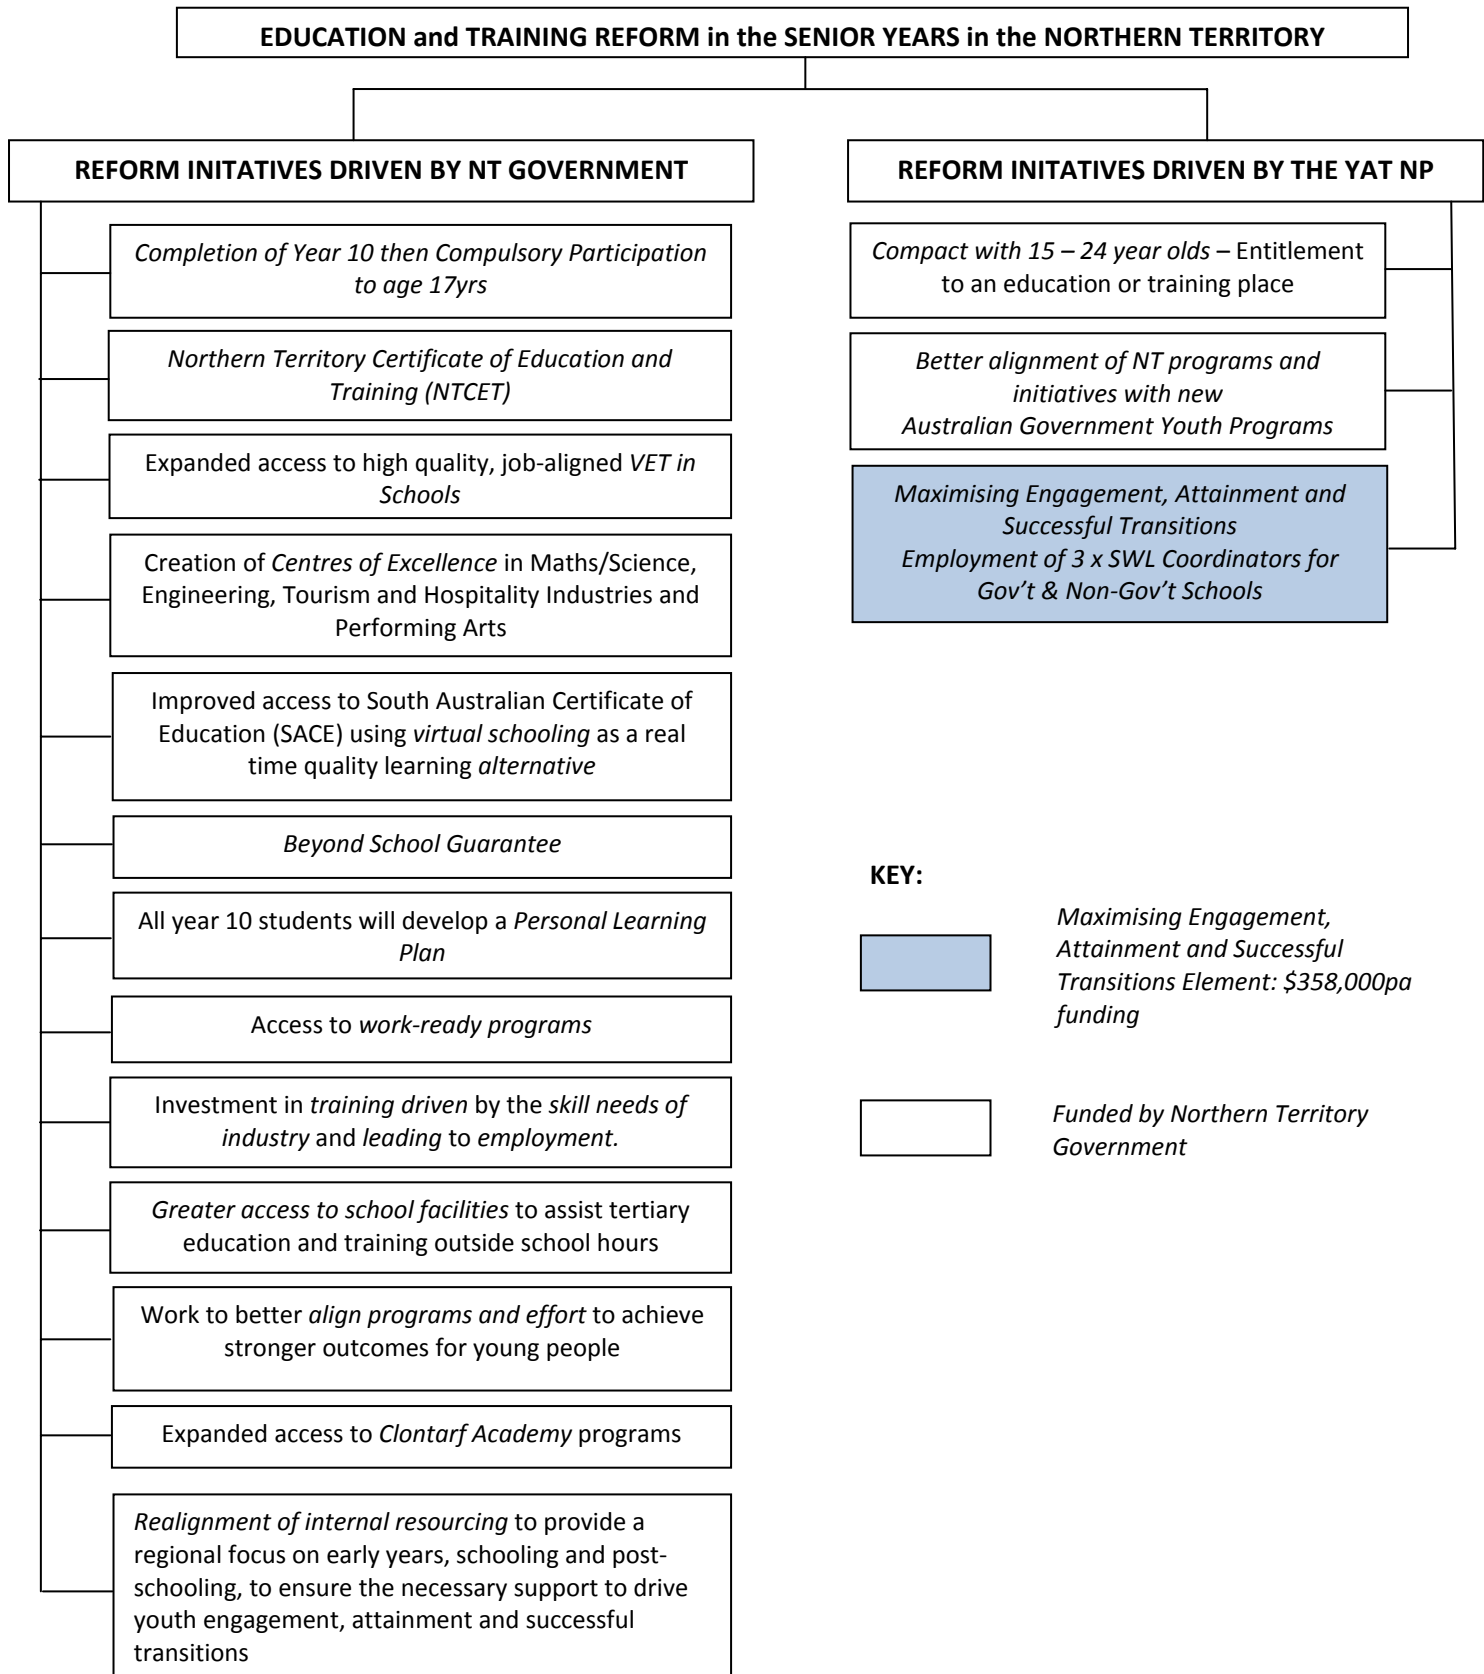 EDUCATION and TRAINING REFORM in the SENIOR YEARS in the NORTHERN TERRITORY
REFORM INITATIVES DRIVEN BY NT GOVERNMENT
Completion of Year 10 then Compulsory Participation
to age 17yrs
Northern Territory Certificate of Education and
Training (NTCET)
Expanded access to high quality, job-aligned VET in
Schools
Creation of Centres of Excellence in Maths/Science,
Engineering, Tourism and Hospitality Industries and
Performing Arts
Improved access to South Australian Certificate of
Education (SACE) using virtual schooling as a real
time quality learning alternative
Beyond School Guarantee
All year 10 students will develop a Personal Learning
Plan
Access to work-ready programs
Investment in training driven by the skill needs of
industry and leading to employment.
Greater access to school facilities to assist tertiary
education and training outside school hours
Work to better align programs and effort to achieve
stronger outcomes for young people
Expanded access to Clontarf Academy programs
Realignment of internal resourcing to provide a
regional focus on early years, schooling and post-
schooling, to ensure the necessary support to drive
youth engagement, attainment and successful
transitions
REFORM INITATIVES DRIVEN BY THE YAT NP
Compact with 15 – 24 year olds – Entitlement
to an education or training place
Better alignment of NT programs and
initiatives with new
Australian Government Youth Programs
Maximising Engagement, Attainment and
Successful Transitions
Employment of 3 x SWL Coordinators for
Gov’t & Non-Gov’t Schools
KEY:
Maximising Engagement,
Attainment and Successful
Transitions Element: $358,000pa
funding
Funded by Northern Territory
Government